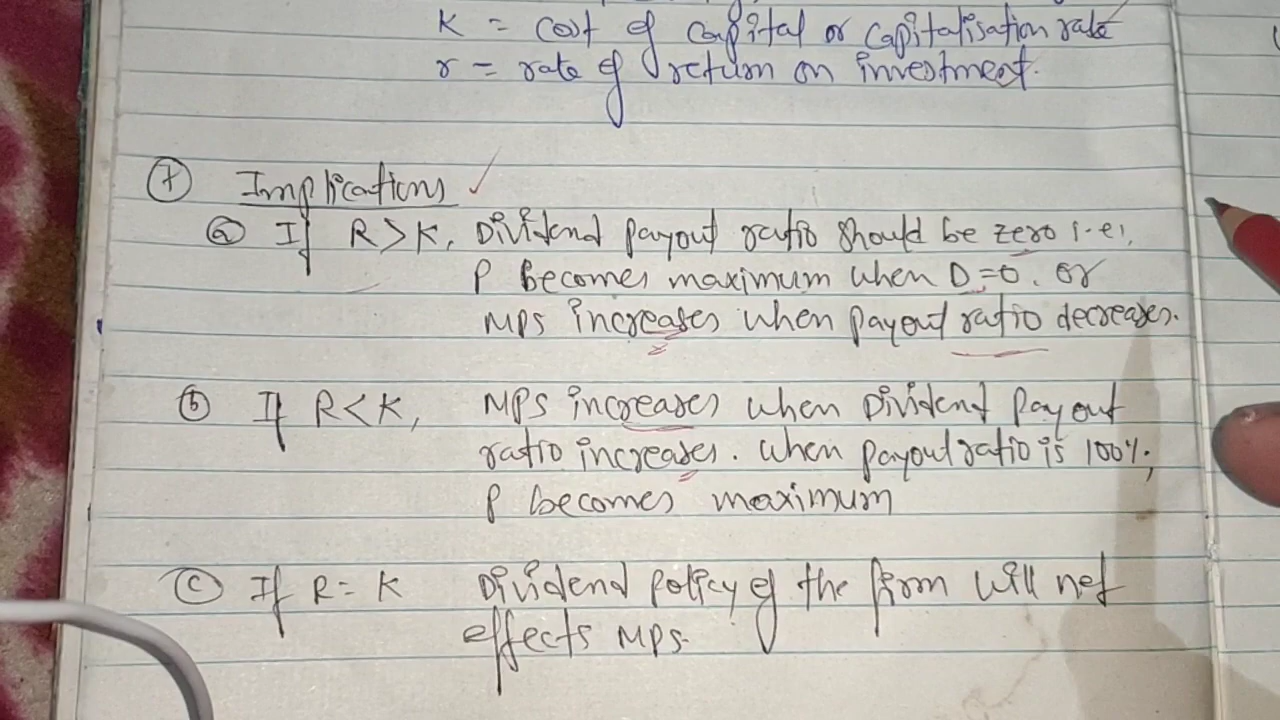 K = cost of capital or capitalisation rate
r = rate of return on investment.
7 Implications ✓
a If R>K, Dividend payout ratio should be zero i.e.,
P becomes maximum when D=0. or
MPS increases when payout ratio decreases.
b If R<K, MPS increases when Dividend Payout
ratio increases. When payout ratio is 100%,
P becomes maximum
c If R=K Dividend policy of the firm will not
effects MPS.